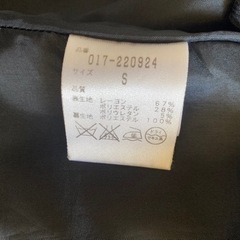 品番
017-220924
サイズ
S
品質
表生地 レーヨン 67%
ポリエステル 28%
ポリウレタン 5%
裏生地 ポリエステル 100%